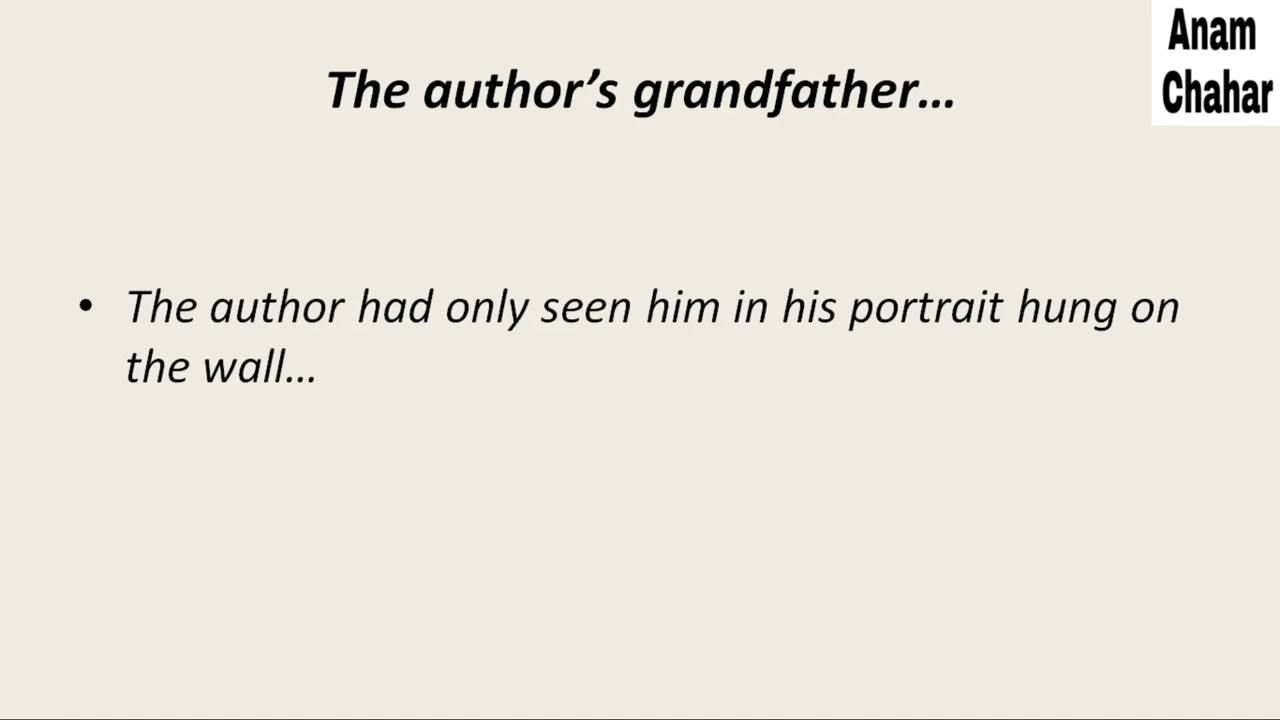 Anam
Chahar
The author’s grandfather…
• The author had only seen him in his portrait hung on
the wall…